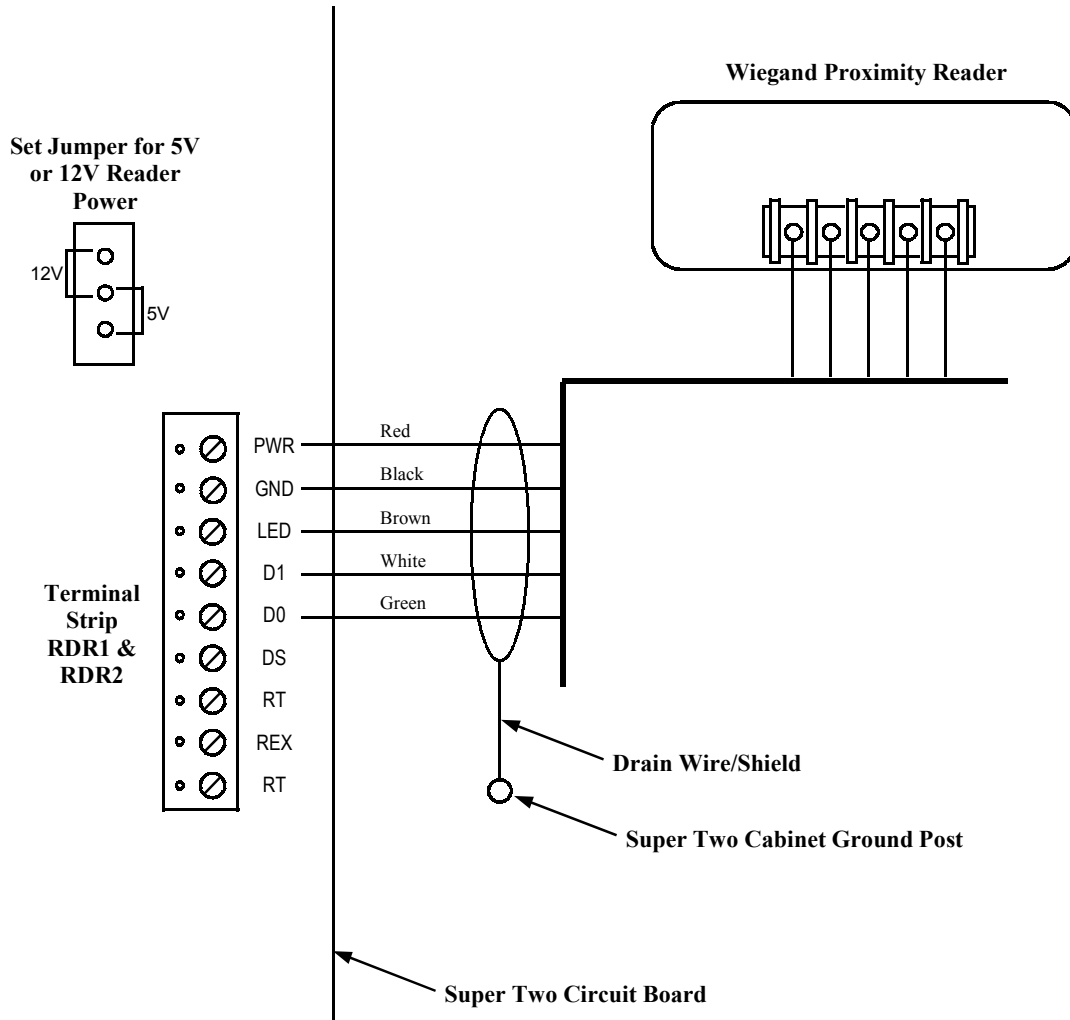 Wiegand Proximity Reader
Set Jumper for 5V
or 12V Reader
Power
12V
5V
Terminal
Strip
RDR1 &
RDR2
PWR
Red
GND
Black
LED
Brown
D1
White
D0
Green
DS
RT
REX
RT
Drain Wire/Shield
Super Two Cabinet Ground Post
Super Two Circuit Board